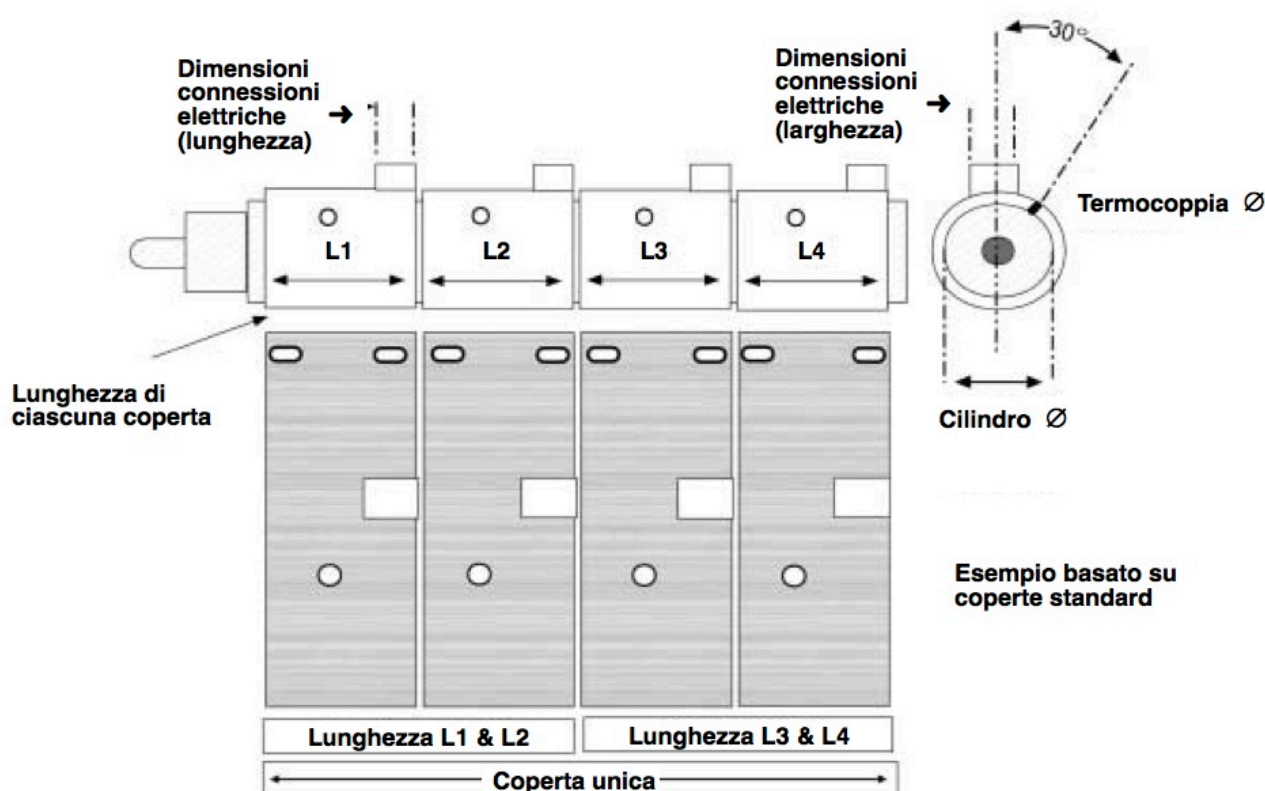 Dimensioni
connessioni
elettriche
(lunghezza)
Dimensioni
connessioni
elettriche
(larghezza)
30°
Termocoppia Ø
L1
L2
L3
L4
Lunghezza di
ciascuna coperta
Cilindro Ø
Esempio basato su
coperte standard
Lunghezza L1 & L2
Lunghezza L3 & L4
Coperta unica